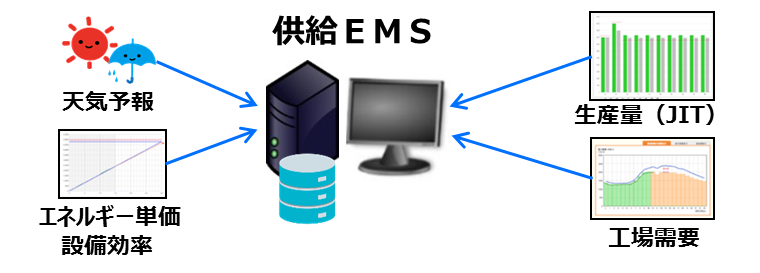 供給ＥＭＳ
天気予報
エネルギー単価
設備効率
生産量（JIT）
工場需要